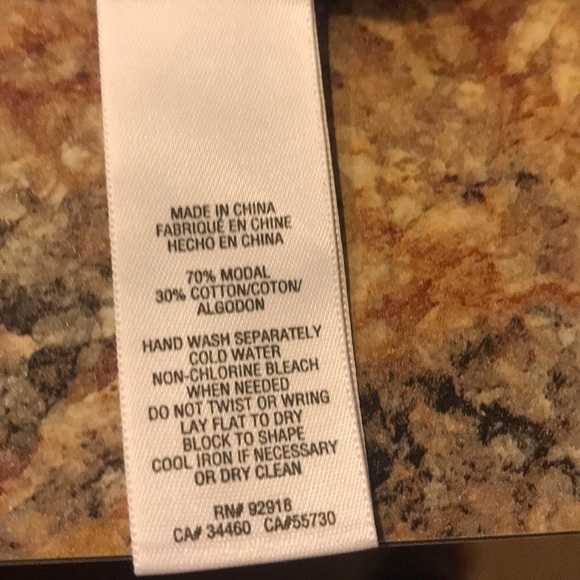 MADE IN CHINA
FABRIQUÉ EN CHINE
HECHO EN CHINA
70% MODAL
30% COTTON/COTON/
ALGODON
HAND WASH SEPARATELY
COLD WATER
NON-CHLORINE BLEACH
WHEN NEEDED
DO NOT TWIST OR WRING
LAY FLAT TO DRY
BLOCK TO SHAPE
COOL IRON IF NECESSARY
OR DRY CLEAN
RN# 92916
CA# 34460 CA#55730